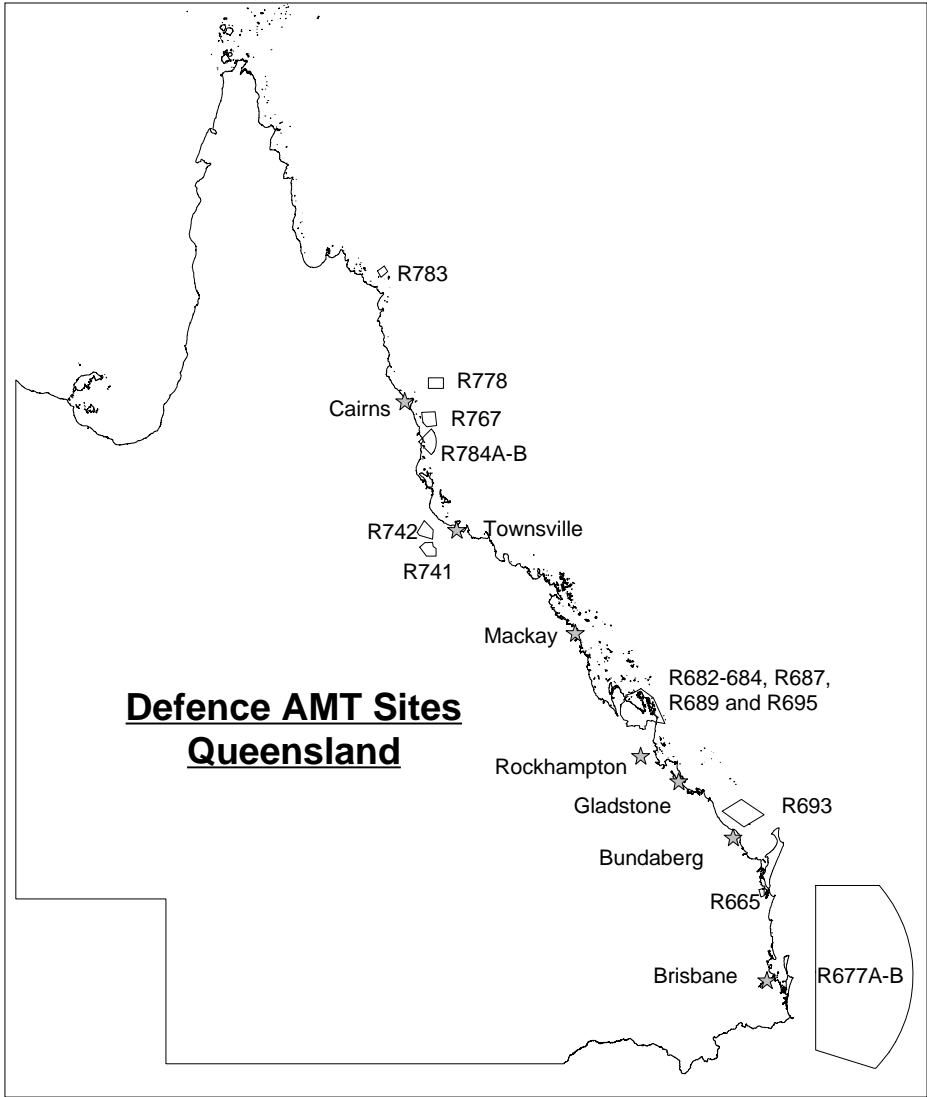 R783
R778
Cairns
R767
R784A-B
R742
Townsville
R741
Mackay
R682-684, R687,
R689 and R695
Defence AMT Sites
Queensland
Rockhampton
Gladstone
R693
Bundaberg
R665
Brisbane
R677A-B